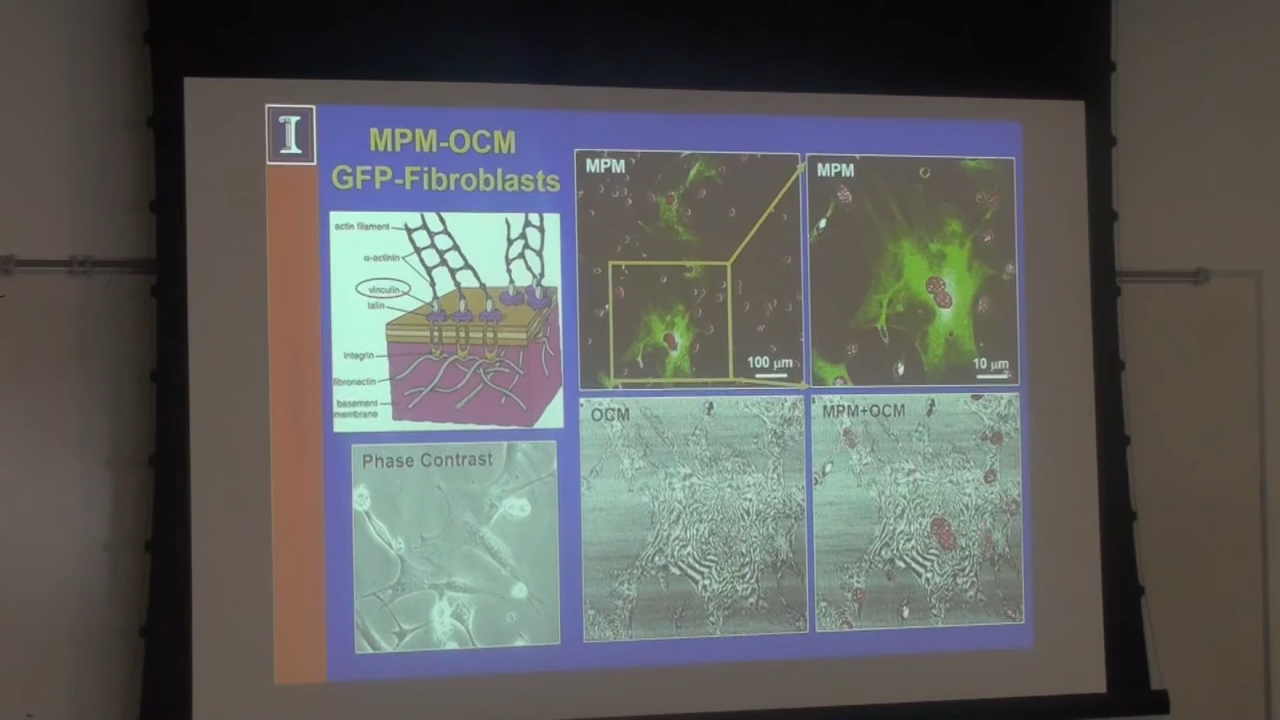 I
MPM-OCM
GFP-Fibroblasts
actin filament
α-actinin
vinculin
talin
integrin
fibronectin
basement
membrane
Phase Contrast
MPM
100 µm
MPM
10 µm
OCM
MPM+OCM